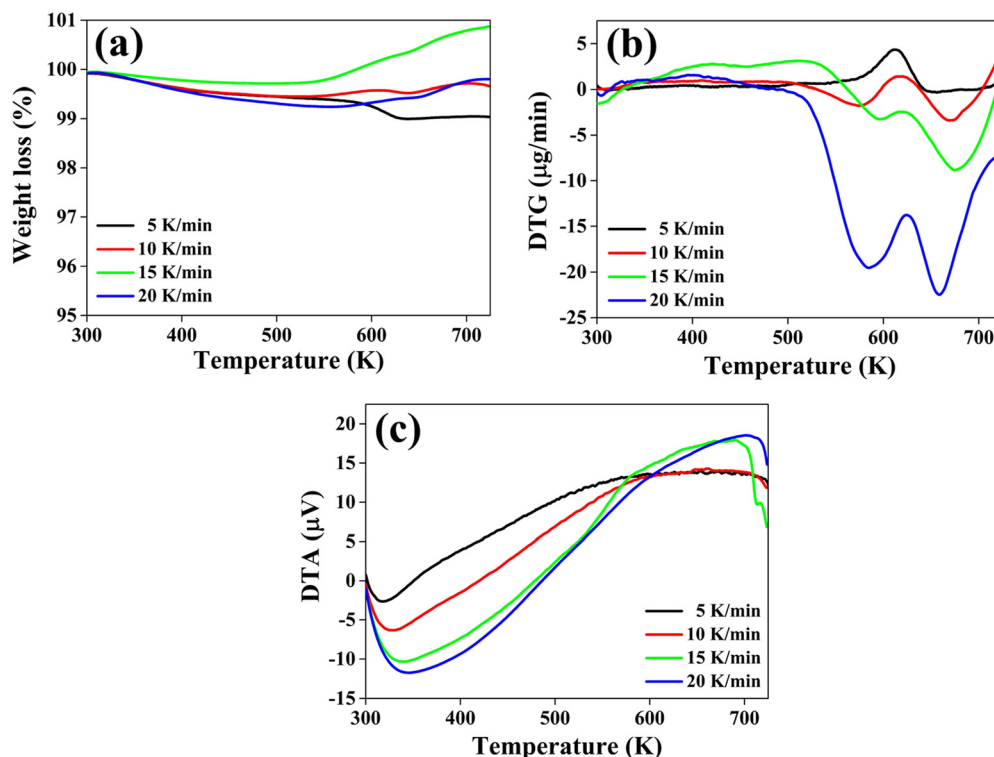 (a)
101
100
99
98
97
96
95
Weight loss (%)
5 K/min
10 K/min
15 K/min
20 K/min
300 400 500 600 700
Temperature (K)
(b)
5
0
-5
-10
-15
-20
-25
DTG (µg/min)
5 K/min
10 K/min
15 K/min
20 K/min
300 400 500 600 700
Temperature (K)
(c)
20
15
10
5
0
-5
-10
-15
DTA (µV)
5 K/min
10 K/min
15 K/min
20 K/min
300 400 500 600 700
Temperature (K)